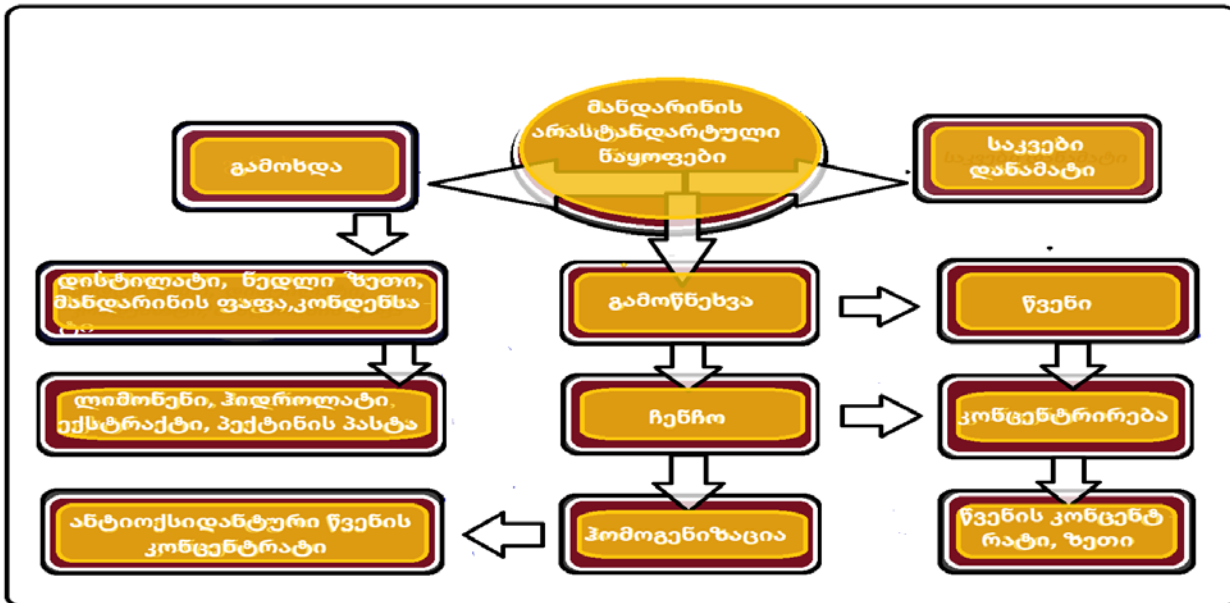 მანდარინის
არასტანდარტული
ნაყოფები
გამოხდა
საკვები
დანამატი
დისტილატი, ნედლი ზეთი,
მანდარინის ფაფა,კონდენსა
ტი
გამოწნეხვა
წვენი
ლიმონენი, ჰიდროლატი,
ექსტრაქტი, პექტინის პასტა
ჩენჩო
კონცენტრირება
ანტიოქსიდანტური წვენის
კონცენტრატი
ჰომოგენიზაცია
წვენის კონცენტ
რატი, ზეთი